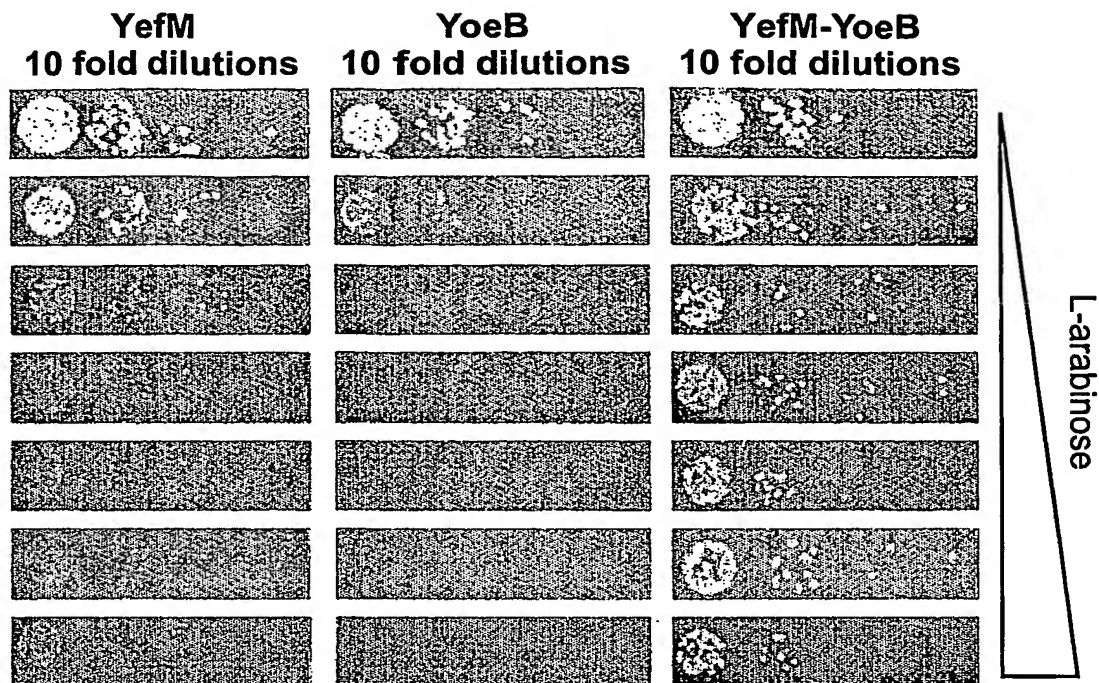 YefM
10 fold dilutions
YoeB
10 fold dilutions
YefM-YoeB
10 fold dilutions
L-arabinose